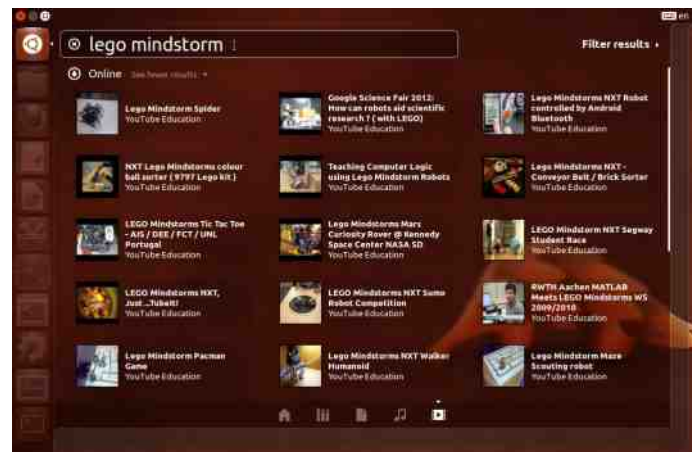 en
lego mindstorm
Filter results
Online See fewer results
Lego Mindstorm Spider
YouTube Education
Google Science Fair 2012:
How can robots aid scientific
research ? ( with LEGO)
YouTube Education
Lego Mindstorms NXT Robot
controlled by Android
Bluetooth
YouTube Education
NXT Lego Mindstorms colour
ball sorter ( 9797 Lego kit )
YouTube Education
Teaching Computer Logic
using Lego Mindstorm Robots
YouTube Education
Lego Mindstorms NXT -
Conveyor Belt / Brick Sorter
YouTube Education
LEGO Mindstorms Tic Tac Toe
- AIS / DEE / FCT / UNL
Portugal
YouTube Education
Lego Mindstorms Mars
Curiosity Rover @ Kennedy
Space Center NASA SD
YouTube Education
LEGO Mindstorm NXT Segway
Student Race
YouTube Education
LEGO Mindstorms NXT,
Just ...TubeIt!
YouTube Education
LEGO Mindstorms NXT Sumo
Robot Competition
YouTube Education
RWTH Aachen MATLAB
Meets LEGO Mindstorms WS
2009/2010
YouTube Education
Lego Mindstorm Pacman
Game
YouTube Education
Lego Mindstorms NXT Walker
Humanoid
YouTube Education
Lego Mindstorm Maze
Scouting robot
YouTube Education